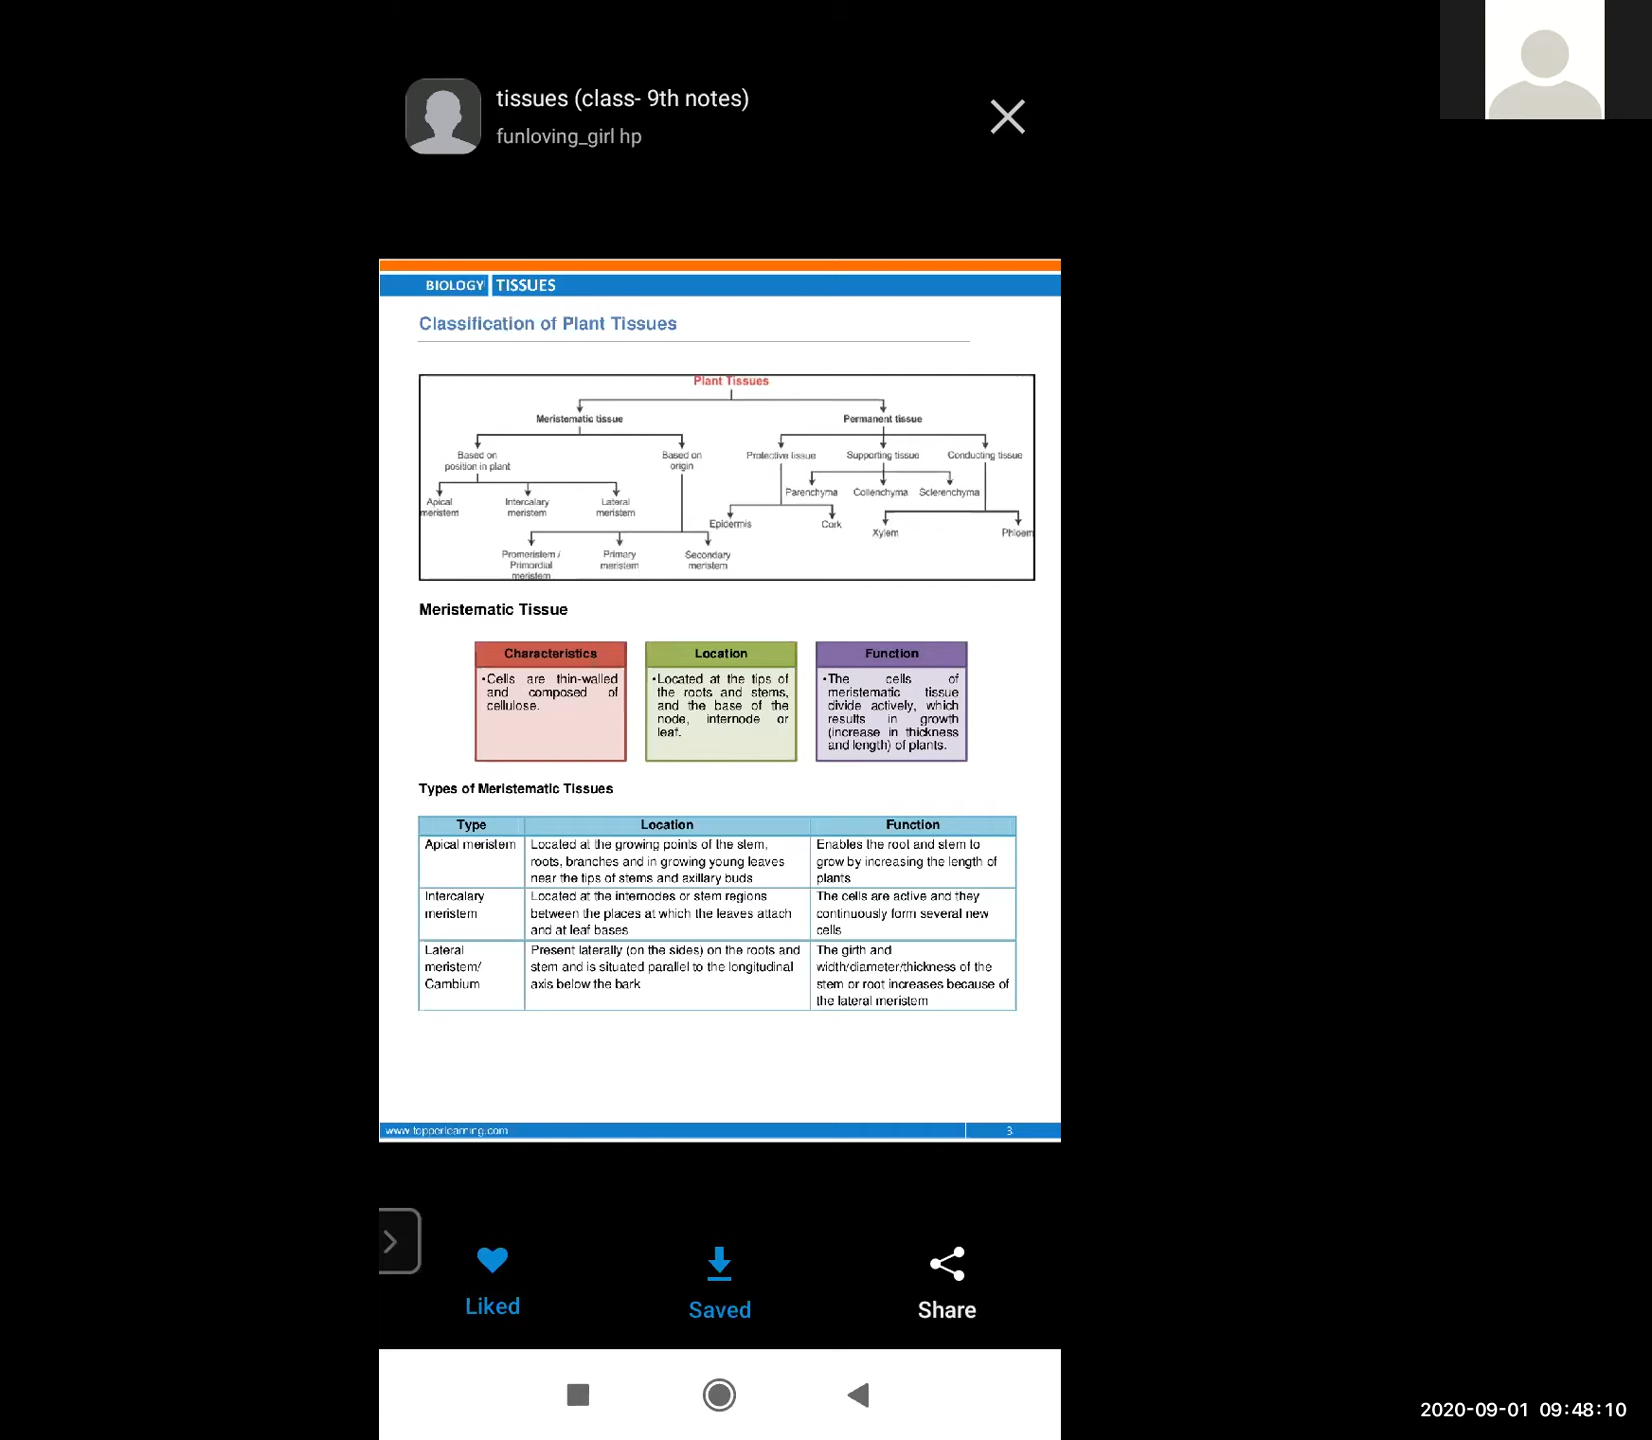 tissues (class- 9th notes)
funloving_girl hp
BIOLOGY TISSUES
Classification of Plant Tissues
Plant Tissues
Meristematic tissue Permanent tissue
Based on position in plant
Based on origin
Protective tissue Supporting tissue Conducting tissue
Apical meristem
Intercalary meristem
Lateral meristem
Parenchyma Collenchyma Sclerenchyma
Epidermis Cork
Xylem Phloem
Promeristem / Primordial meristem
Primary meristem
Secondary meristem
Meristematic Tissue
Characteristics
•Cells are thin-walled
and composed of
cellulose.
Location
•Located at the tips of
the roots and stems,
and the base of the
node, internode or
leaf.
Function
•The cells of
meristematic tissue
divide actively, which
results in growth
(increase in thickness
and length) of plants.
Types of Meristematic Tissues
Type Location Function
Apical meristem
Located at the growing points of the stem,
roots, branches and in growing young leaves
near the tips of stems and axillary buds
Enables the root and stem to
grow by increasing the length of
plants
Intercalary
meristem
Located at the internodes or stem regions
between the places at which the leaves attach
and at leaf bases
The cells are active and they
continuously form several new
cells
Lateral
meristem/
Cambium
Present laterally (on the sides) on the roots and
stem and is situated parallel to the longitudinal
axis below the bark
The girth and
width/diameter/thickness of the
stem or root increases because of
the lateral meristem
www.topperlearning.com 3
Liked Saved Share
2020-09-01 09:48:10